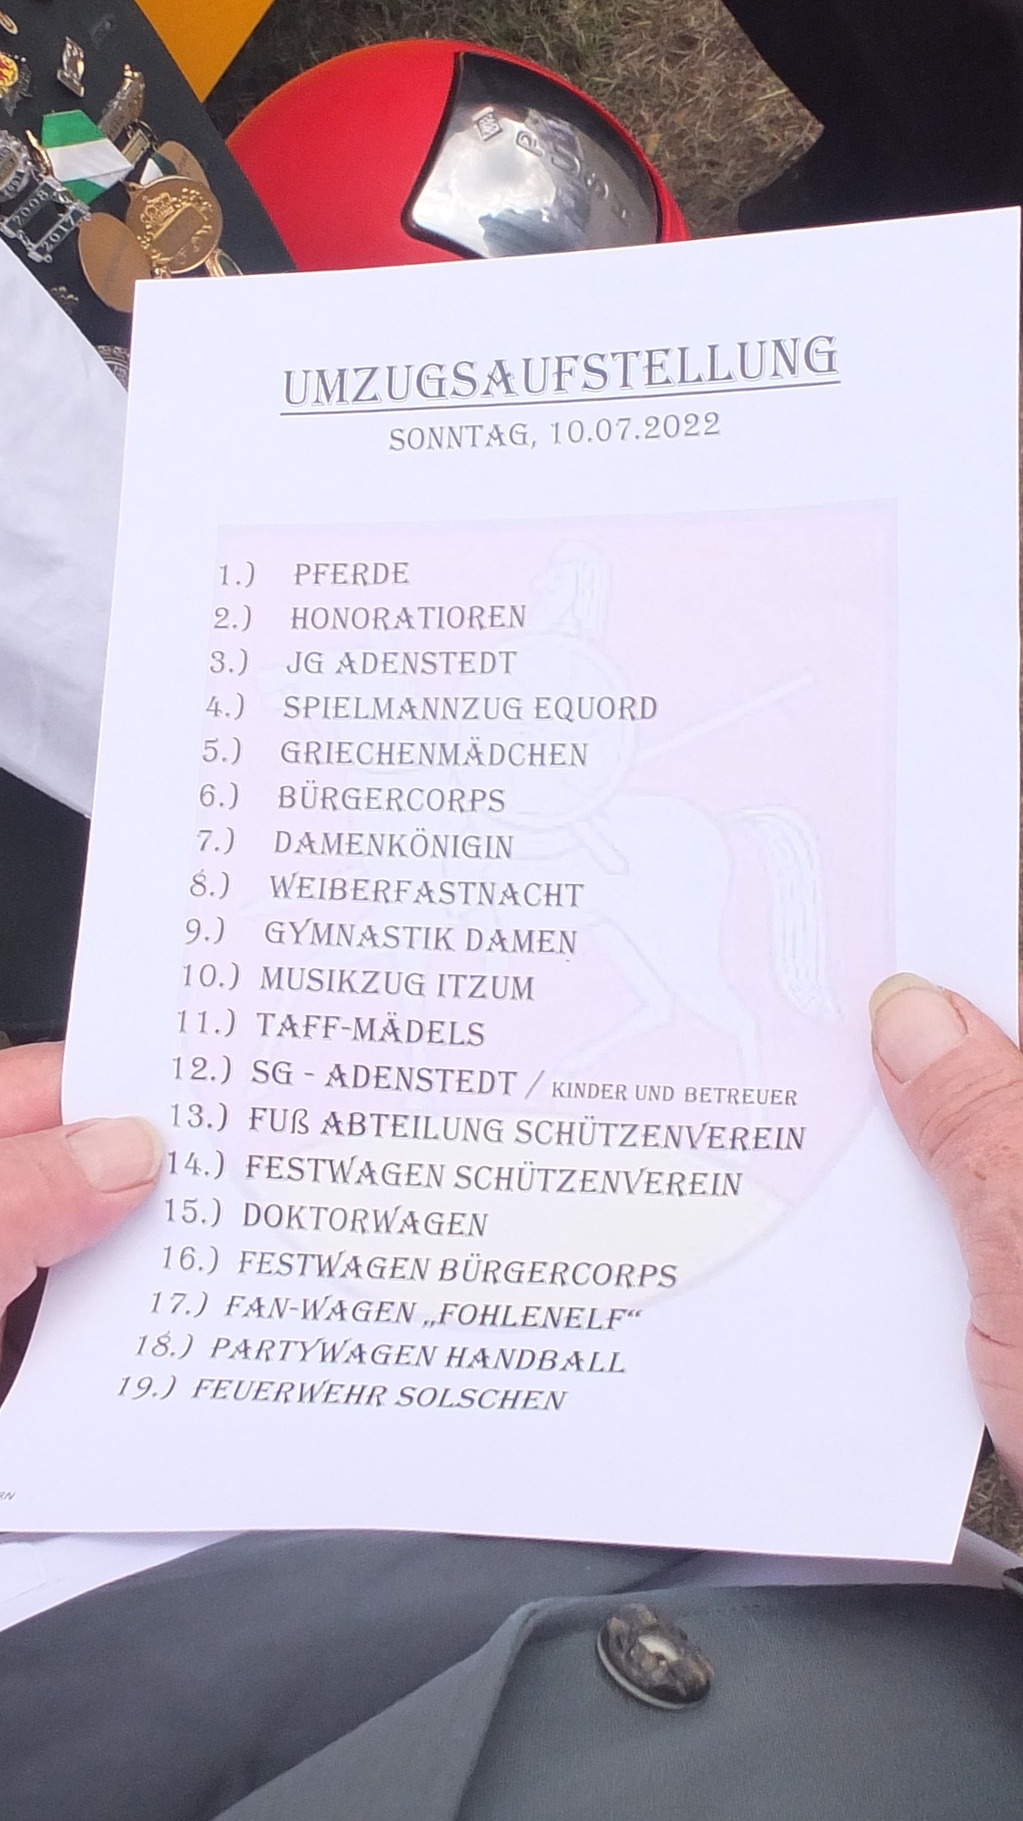 UMZUGSAUFSTELLUNG
SONNTAG, 10.07.2022
1.) PFERDE
2.) HONORATIOREN
3.) JG ADENSTEDT
4.) SPIELMANNZUG EQUORD
5.) GRIECHENMÄDCHEN
6.) BÜRGERCORPS
7.) DAMENKÖNIGIN
8.) WEIBERFASTNACHT
9.) GYMNASTIK DAMEN
10.) MUSIKZUG ITZUM
11.) TAFF-MÄDELS
12.) SG - ADENSTEDT / KINDER UND BETREUER
13.) FUß ABTEILUNG SCHÜTZENVEREIN
14.) FESTWAGEN SCHÜTZENVEREIN
15.) DOKTORWAGEN
16.) FESTWAGEN BÜRGERCORPS
17.) FAN-WAGEN „FOHLENELF“
18.) PARTYWAGEN HANDBALL
19.) FEUERWEHR SOLSCHEN
2008
2012